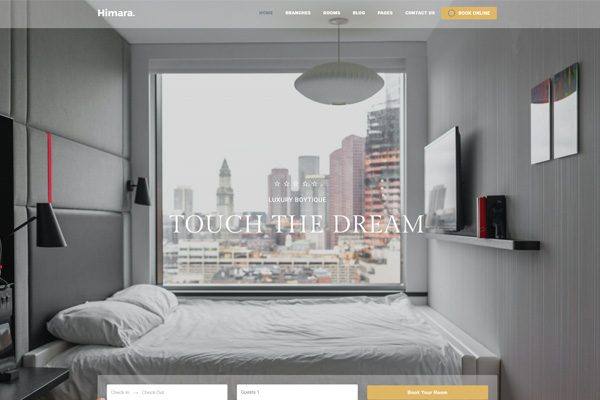 Himara.
HOME BRANCHES ROOMS BLOG PAGES CONTACT US BOOK ONLINE
LUXURY BOYTIQUE
TOUCH THE DREAM
Check In → Check Out
Guests 1
Book Your Room